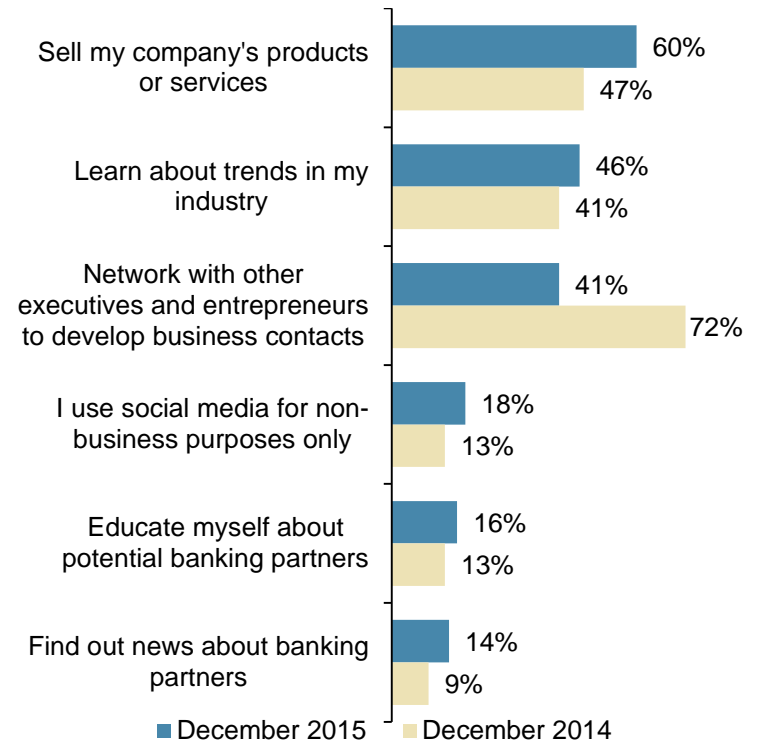 Sell my company's products
or services
60%
47%
Learn about trends in my
industry
46%
41%
Network with other
executives and entrepreneurs
to develop business contacts
41%
72%
I use social media for non-
business purposes only
18%
13%
Educate myself about
potential banking partners
16%
13%
Find out news about banking
partners
14%
9%
December 2015
December 2014